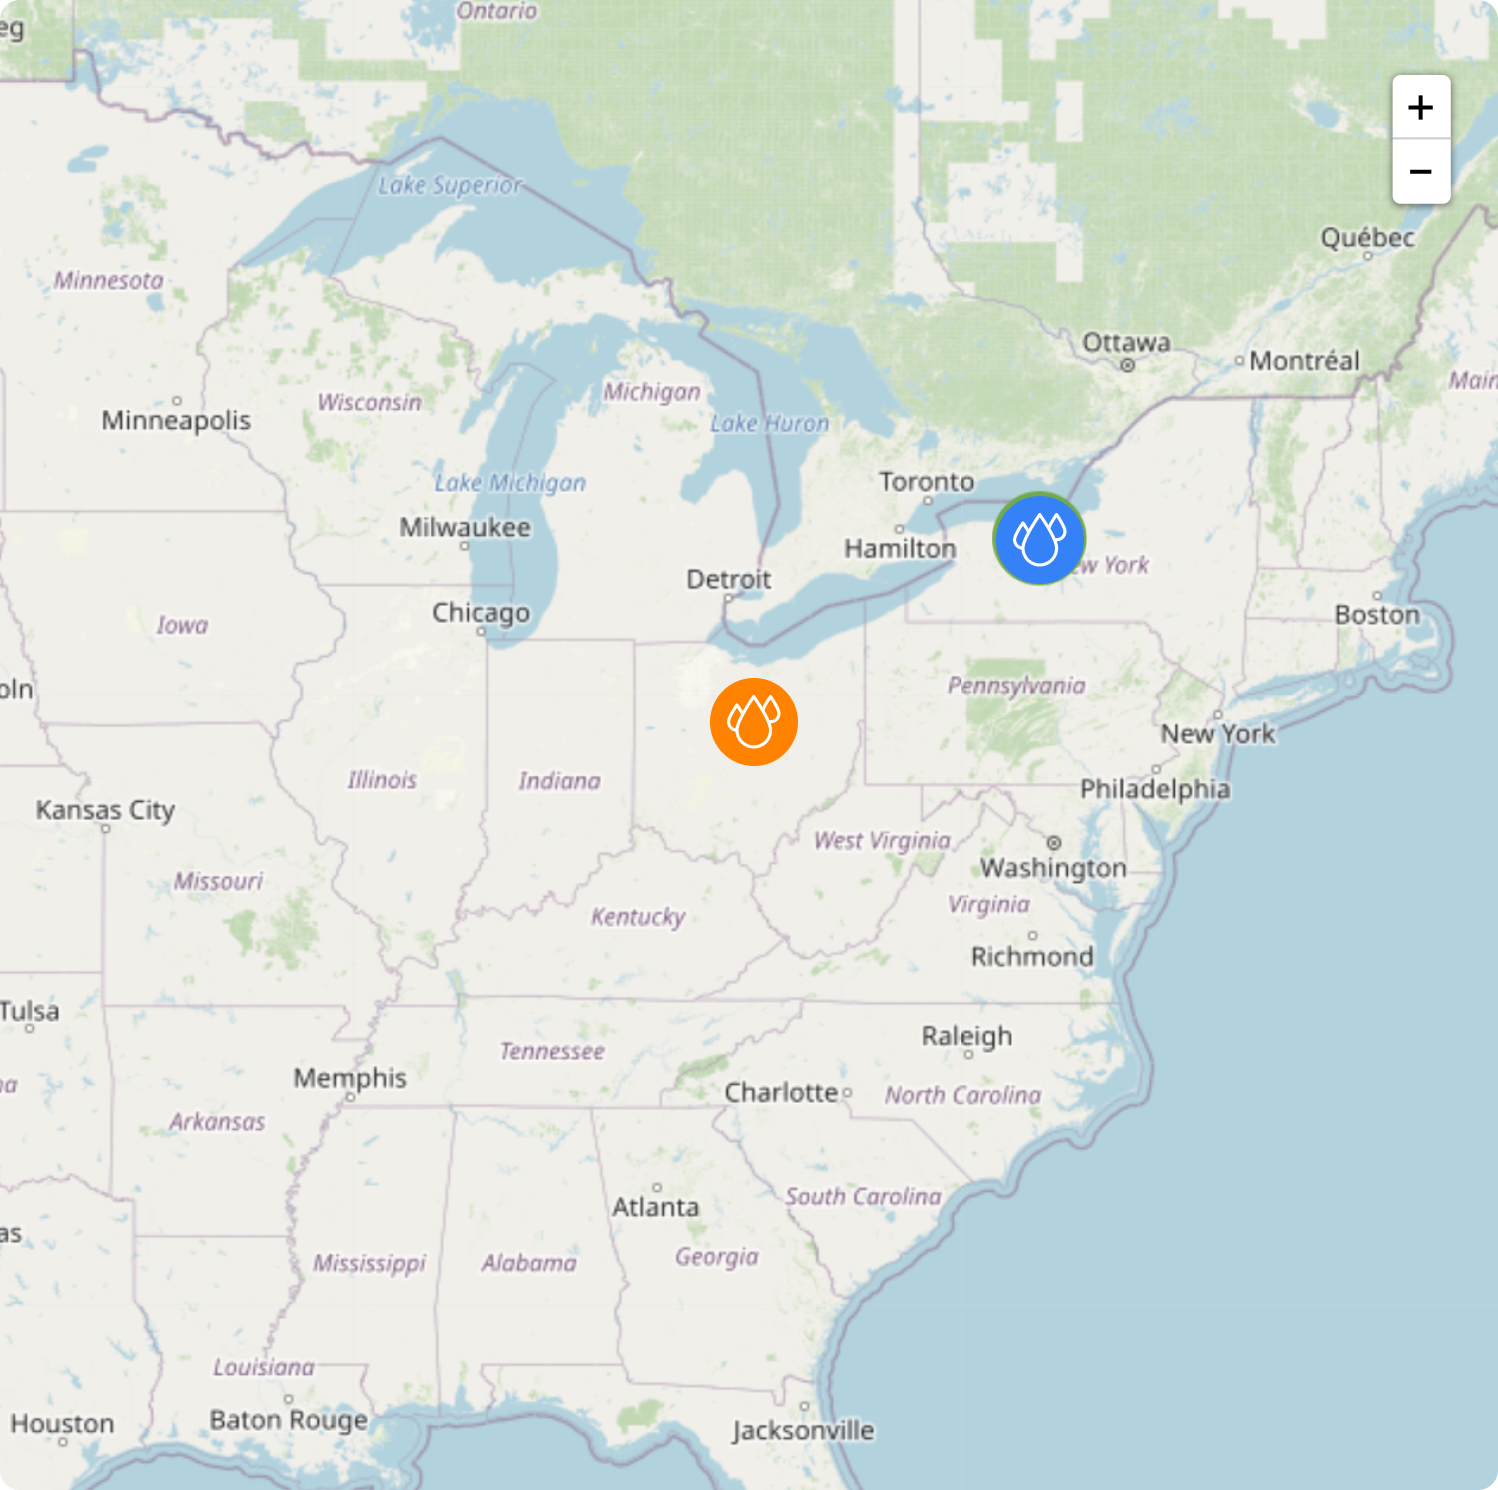 Ontario
eg
+
−
Lake Superior
Québec
Minnesota
Ottawa
Montréal
Main
Michigan
Wisconsin
Minneapolis
Lake Huron
Lake Michigan
Toronto
Milwaukee
Hamilton
ew York
Detroit
Chicago
Boston
Iowa
oln
Pennsylvania
New York
Illinois
Indiana
Philadelphia
Kansas City
West Virginia
Washington
Missouri
Virginia
Kentucky
Richmond
Tulsa
Raleigh
Tennessee
Memphis
na
Charlotte
North Carolina
Arkansas
South Carolina
Atlanta
as
Georgia
Mississippi
Alabama
Louisiana
Houston
Baton Rouge
Jacksonville